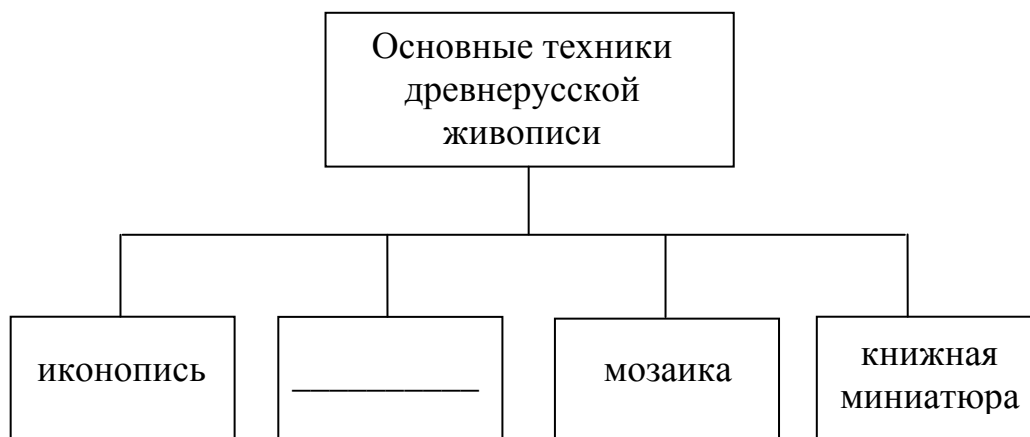 Основные техники
древнерусской
живописи
иконопись
___________
мозаика
книжная
миниатюра